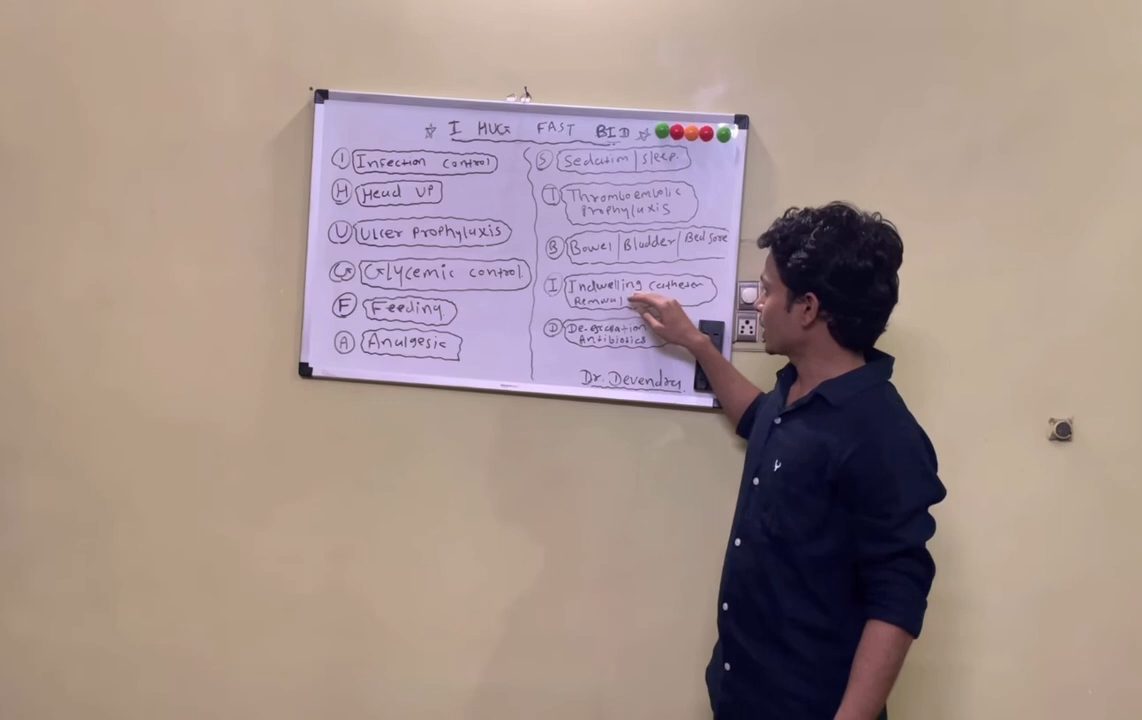 ☆ I HUG FAST BID ☆
I Infection control
H Head UP
U Ulcer Prophylaxis
G Glycemic control
F Feeding
A Analgesic
S Sedation | Sleep.
T Thromboembolic
Prophylaxis
B Bowel | Bladder | Bed sore
I Indwelling catheter
Removal
D De-escalation
Antibiotics
Dr. Devendra.